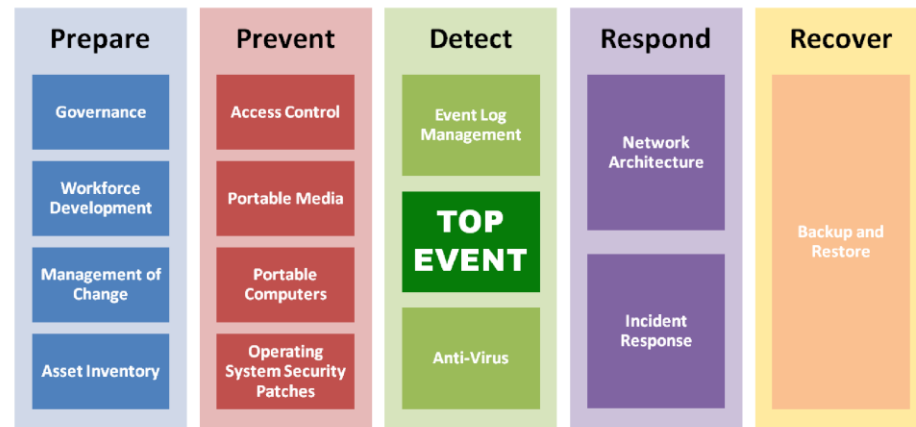 Prepare
Governance
Workforce
Development
Management of
Change
Asset Inventory
Prevent
Access Control
Portable Media
Portable
Computers
Operating
System Security
Patches
Detect
Event Log
Management
TOP
EVENT
Anti-Virus
Respond
Network
Architecture
Incident
Response
Recover
Backup and
Restore